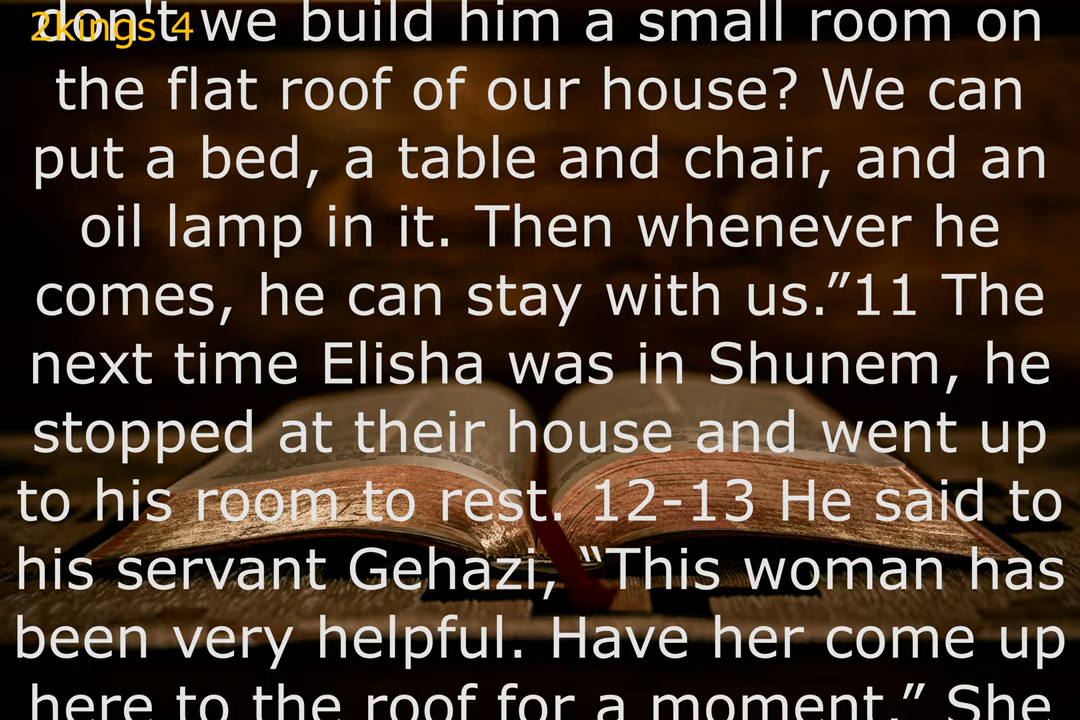 2kings 4
don't we build him a small room on
the flat roof of our house? We can
put a bed, a table and chair, and an
oil lamp in it. Then whenever he
comes, he can stay with us.”11 The
next time Elisha was in Shunem, he
stopped at their house and went up
to his room to rest. 12-13 He said to
his servant Gehazi, “This woman has
been very helpful. Have her come up
here to the roof for a moment.” She